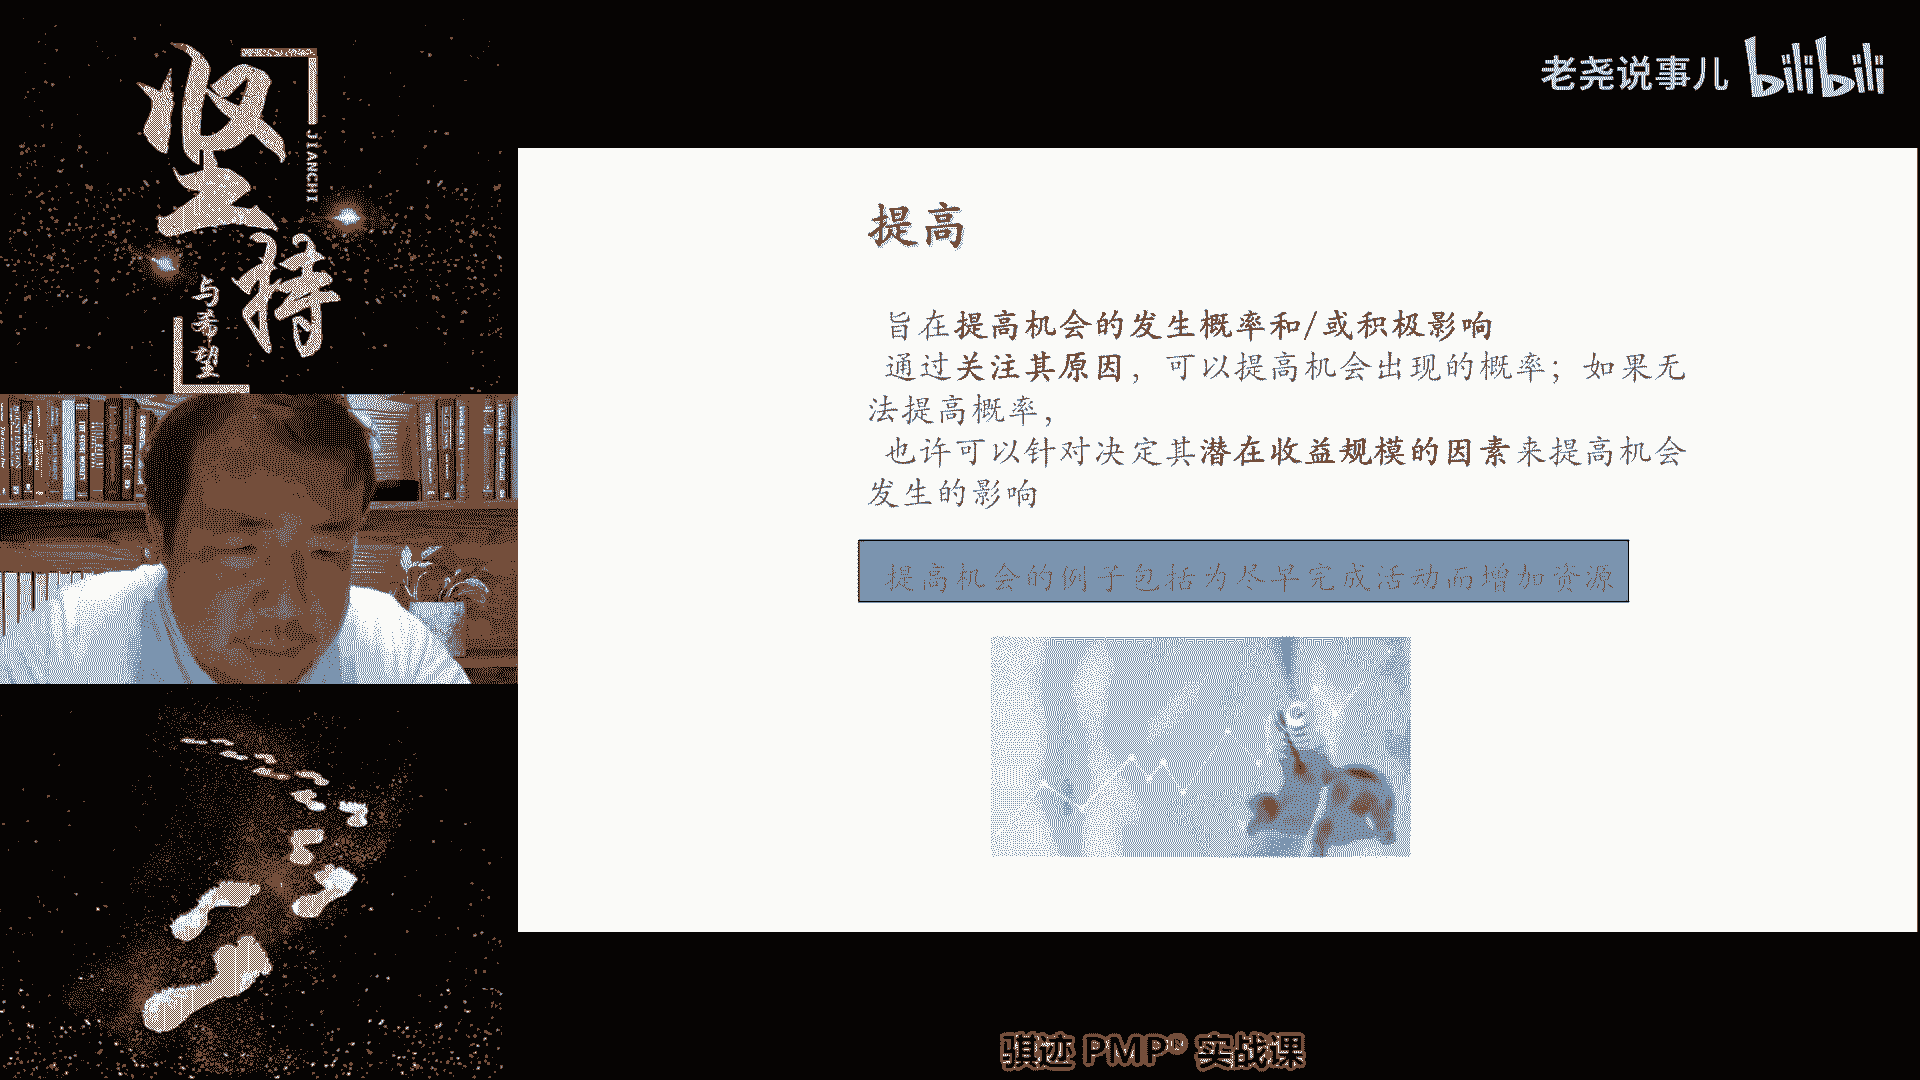 坚持
JIANCHI
与希望
老尧说事儿 bilibili
提高
旨在提高机会的发生概率和/或积极影响
通过关注其原因，可以提高机会出现的概率；如果无
法提高概率，
也许可以针对决定其潜在收益规模的因素来提高机会
发生的影响
提高机会的例子包括为尽早完成活动而增加资源
骐迹 PMP® 实战课